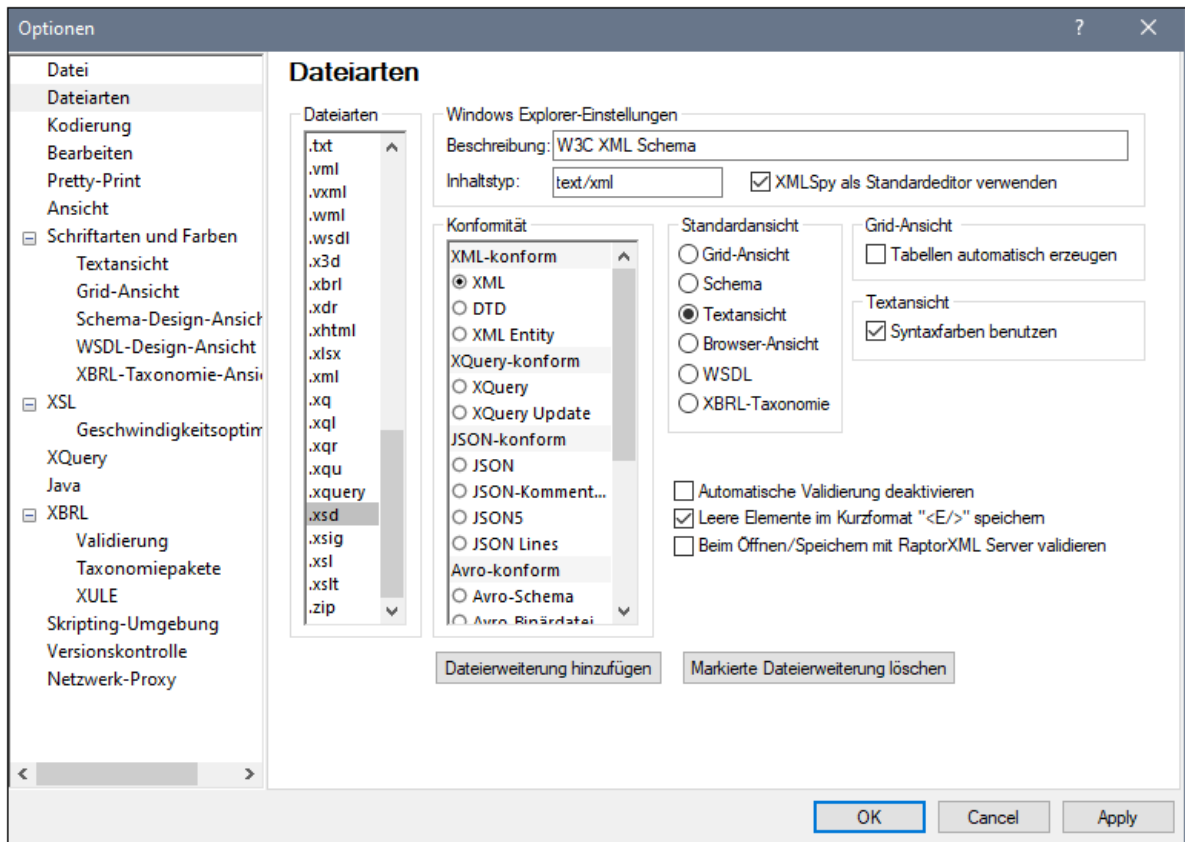 Optionen
?
Datei
Dateiarten
Kodierung
Bearbeiten
Pretty-Print
Ansicht
Schriftarten und Farben
Textansicht
Grid-Ansicht
Schema-Design-Ansich
WSDL-Design-Ansicht
XBRL-Taxonomie-Ansi
XSL
Geschwindigkeitsoptim
XQuery
Java
XBRL
Validierung
Taxonomiepakete
XULE
Skripting-Umgebung
Versionskontrolle
Netzwerk-Proxy
Dateiarten
Dateiarten
.txt
.vml
.vxml
.wml
.wsdl
.x3d
.xbrl
.xdr
.xhtml
.xlsx
.xml
.xq
.xql
.xqr
.xqu
.xquery
.xsd
.xsig
.xsl
.xslt
.zip
Windows Explorer-Einstellungen
Beschreibung: W3C XML Schema
Inhaltstyp: text/xml XMLSpy als Standardeditor verwenden
Konformität
XML-konform
XML
DTD
XML Entity
XQuery-konform
XQuery
XQuery Update
JSON-konform
JSON
JSON-Komment...
JSON5
JSON Lines
Avro-konform
Avro-Schema
Avro-Binärdatei
Standardansicht
Grid-Ansicht
Schema
Textansicht
Browser-Ansicht
WSDL
XBRL-Taxonomie
Grid-Ansicht
Tabellen automatisch erzeugen
Textansicht
Syntaxfarben benutzen
Automatische Validierung deaktivieren
Leere Elemente im Kurzformat "<E/>" speichern
Beim Öffnen/Speichern mit RaptorXML Server validieren
Dateierweiterung hinzufügen
Markierte Dateierweiterung löschen
OK
Cancel
Apply